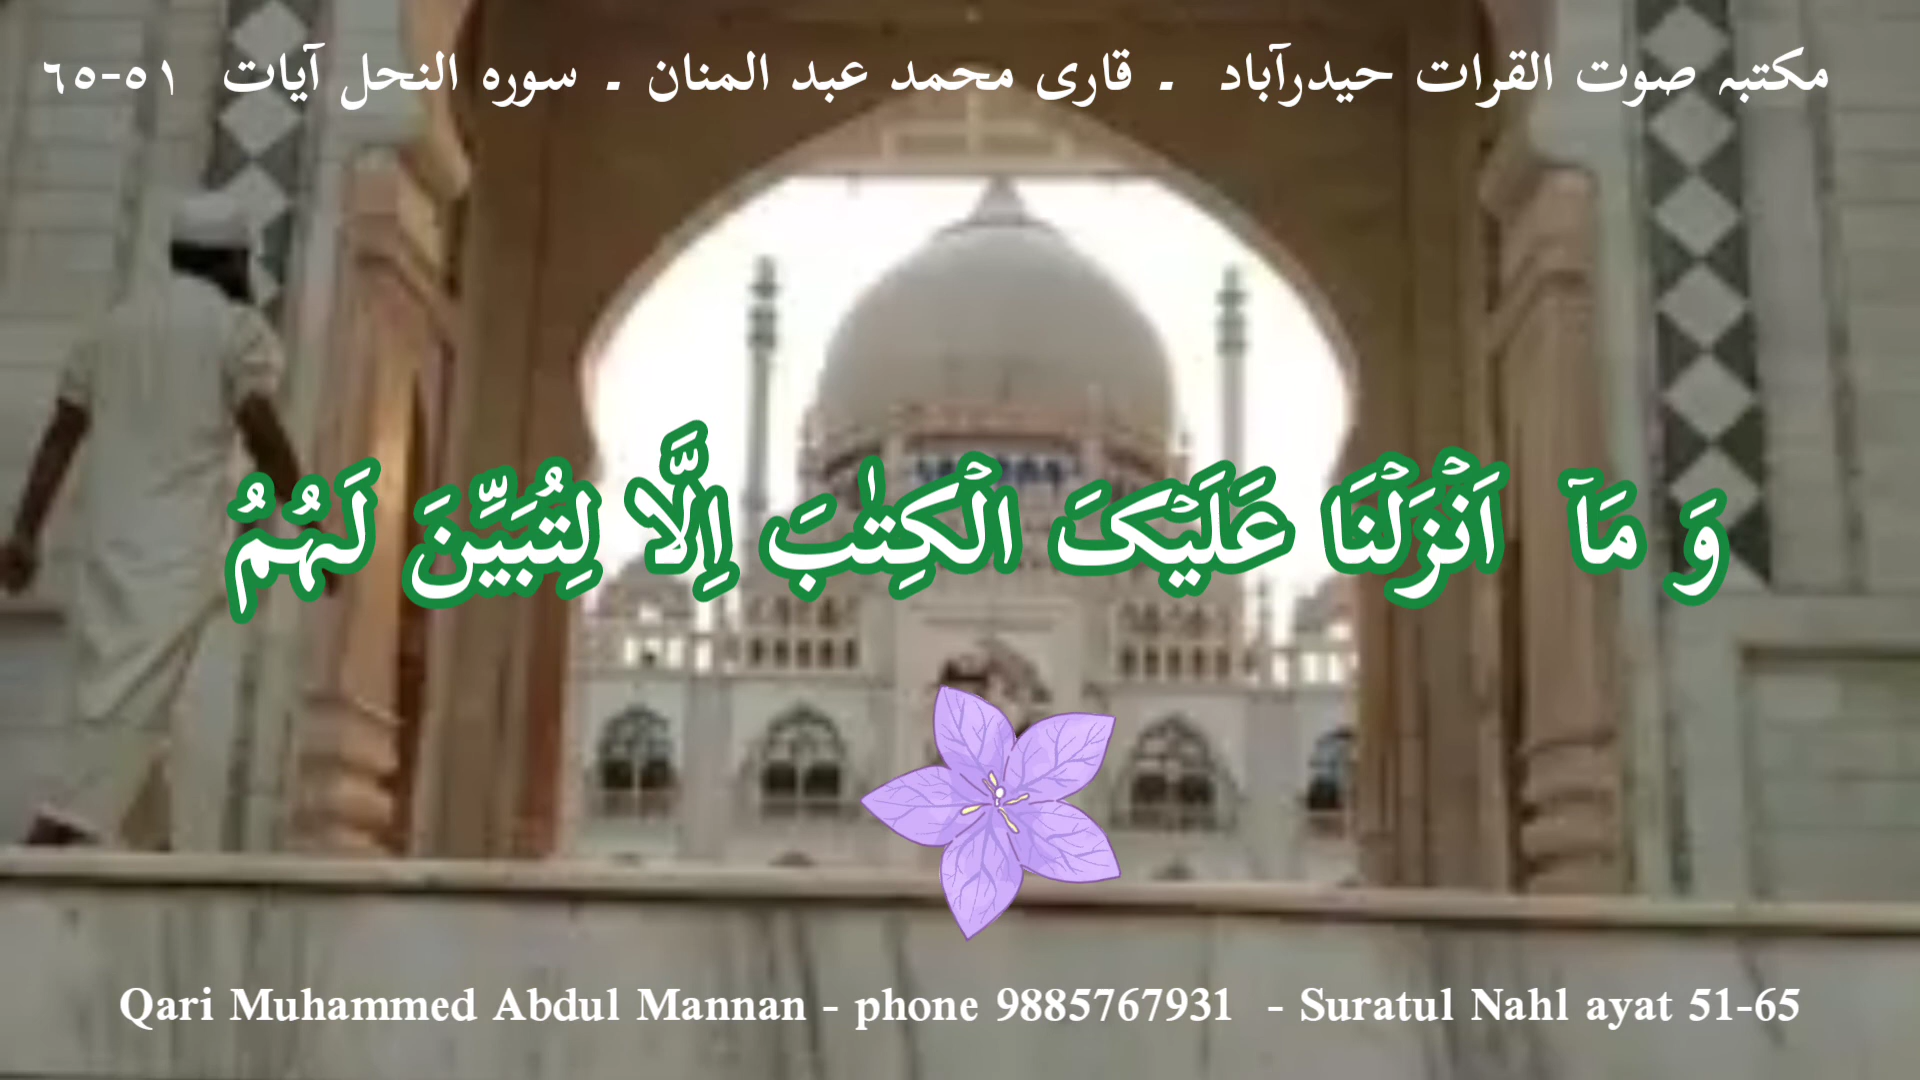 مکتبہ صوت القرات حیدرآباد ۔ قاری محمد عبد المنان ۔ سورہ النحل آیات ٥١-٦٥
وَ مَاۤ اَنْزَلْنَا عَلَیْکَ الْکِتٰبَ اِلَّا لِتُبَیِّنَ لَہُمُ
Qari Muhammed Abdul Mannan - phone 9885767931 - Suratul Nahl ayat 51-65